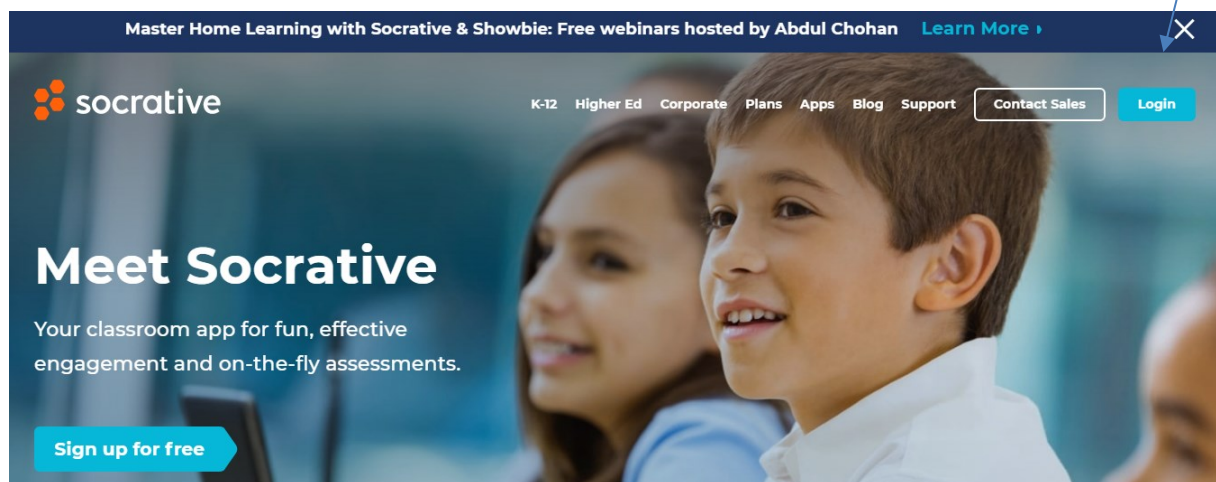 Master Home Learning with Socrative & Showbie: Free webinars hosted by Abdul Chohan Learn More
socrative
K-12 Higher Ed Corporate Plans Apps Blog Support Contact Sales Login
Meet Socrative
Your classroom app for fun, effective
engagement and on-the-fly assessments.
Sign up for free